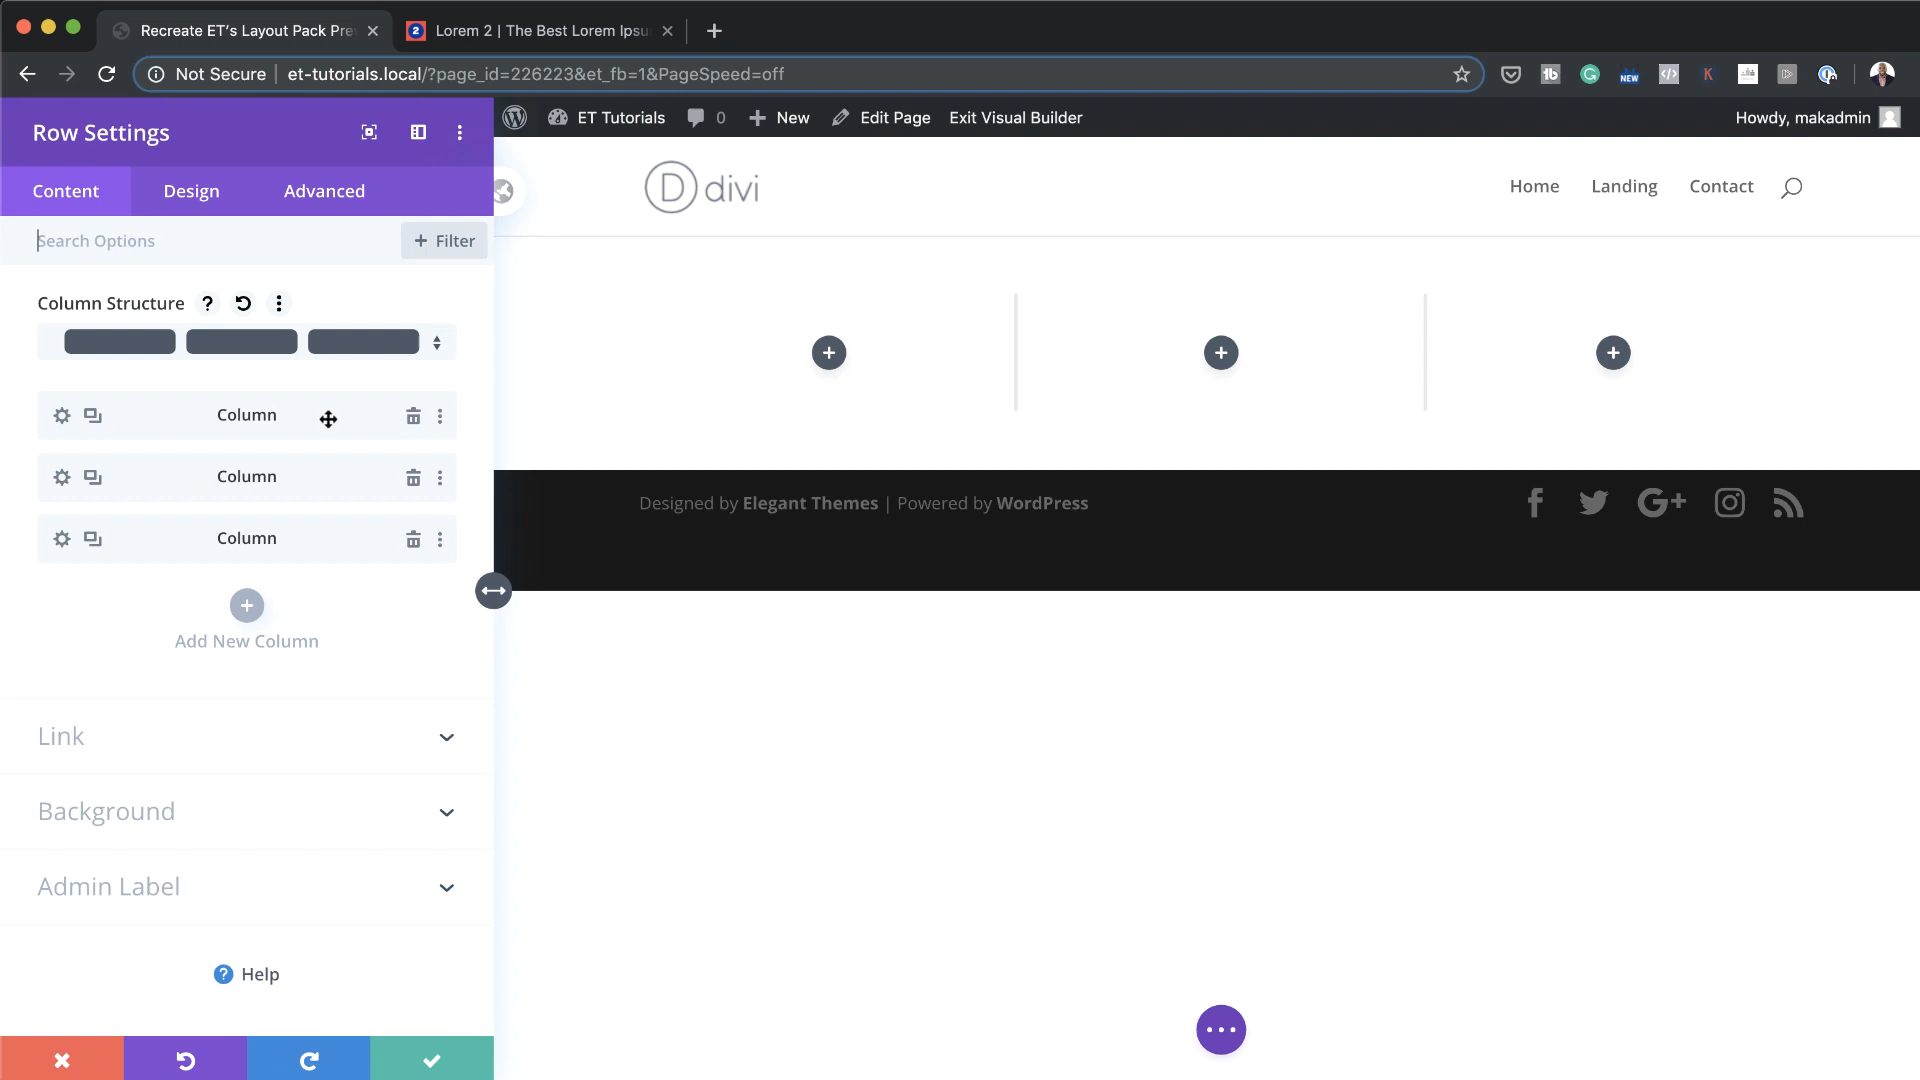 Recreate ET's Layout Pack Pre
2 Lorem 2 | The Best Lorem Ipsu
Not Secure | et-tutorials.local/?page_id=226223&et_fb=1&PageSpeed=off
NEW
K
ET Tutorials 0 New Edit Page Exit Visual Builder Howdy, makadmin
Row Settings
Content Design Advanced
Search Options + Filter
D divi
Home Landing Contact
Column Structure ?
Column
Column
Column
Add New Column
Designed by Elegant Themes | Powered by WordPress
G+
Link
Background
Admin Label
? Help